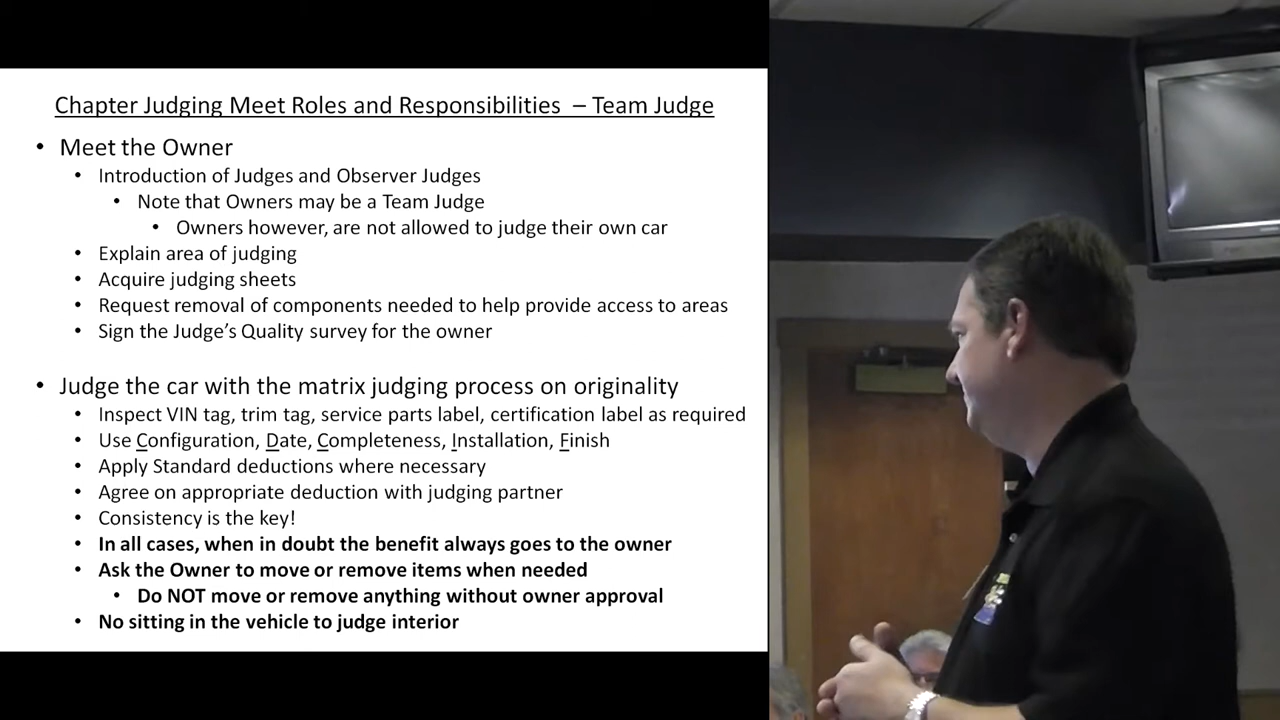 Chapter Judging Meet Roles and Responsibilities – Team Judge
• Meet the Owner
• Introduction of Judges and Observer Judges
• Note that Owners may be a Team Judge
• Owners however, are not allowed to judge their own car
• Explain area of judging
• Acquire judging sheets
• Request removal of components needed to help provide access to areas
• Sign the Judge's Quality survey for the owner
• Judge the car with the matrix judging process on originality
• Inspect VIN tag, trim tag, service parts label, certification label as required
• Use Configuration, Date, Completeness, Installation, Finish
• Apply Standard deductions where necessary
• Agree on appropriate deduction with judging partner
• Consistency is the key!
• In all cases, when in doubt the benefit always goes to the owner
• Ask the Owner to move or remove items when needed
• Do NOT move or remove anything without owner approval
• No sitting in the vehicle to judge interior